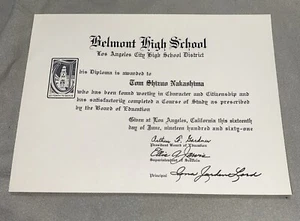 Belmont High School
Los Angeles City High School District
his Diploma is awarded to
Tom Shizuo Nakashima
who has been found worthy in Character and Citizenship and
has satisfactorily completed a Course of Study as prescribed
by the Board of Education
Given at Los Angeles, California this sixteenth
day of June, nineteen hundred and sixty-one
Arthur F. Gardner
President Board of Education
Superintendent of Schools
Principal